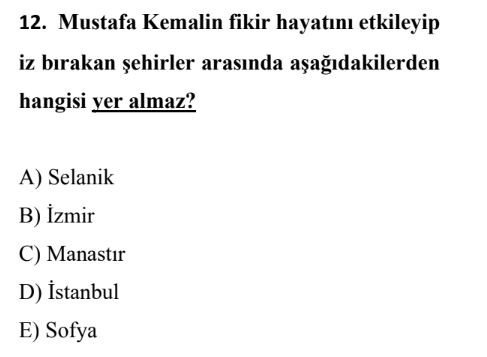 12. Mustafa Kemalin fikir hayatını etkileyip
iz bırakan şehirler arasında aşağıdakilerden
hangisi yer almaz?
A) Selanik
B) İzmir
C) Manastır
D) İstanbul
E) Sofya